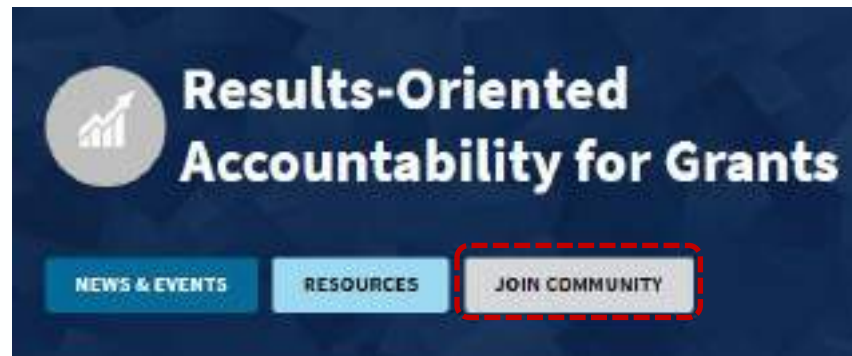 Results-Oriented
Accountability for Grants
NEWS & EVENTS
RESOURCES
JOIN COMMUNITY